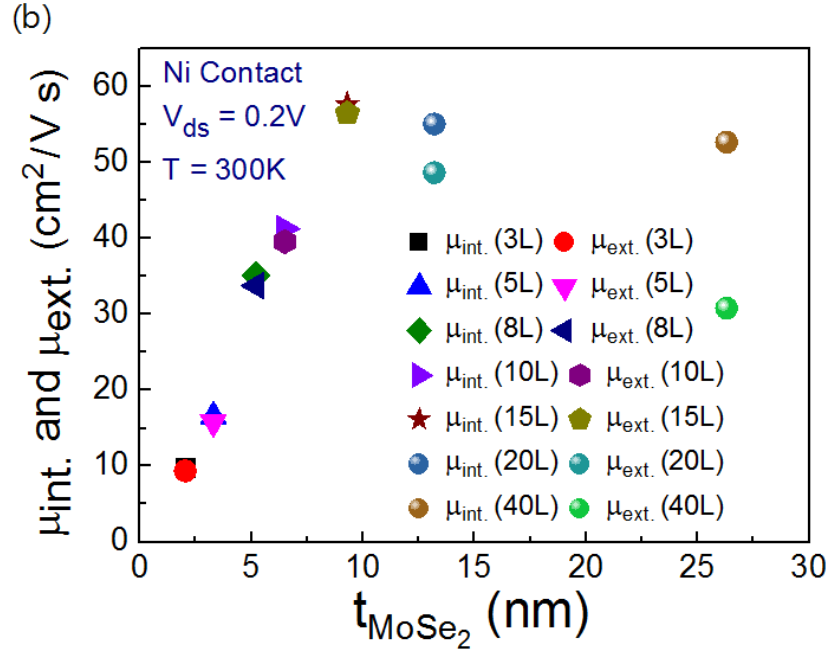 (b)
Ni Contact
V_ds = 0.2V
T = 300K
μ_int. (3L) μ_ext. (3L)
μ_int. (5L) μ_ext. (5L)
μ_int. (8L) μ_ext. (8L)
μ_int. (10L) μ_ext. (10L)
μ_int. (15L) μ_ext. (15L)
μ_int. (20L) μ_ext. (20L)
μ_int. (40L) μ_ext. (40L)
μ_int. and μ_ext. (cm²/V s)
60
50
40
30
20
10
0
0 5 10 15 20 25 30
t_MoSe₂ (nm)